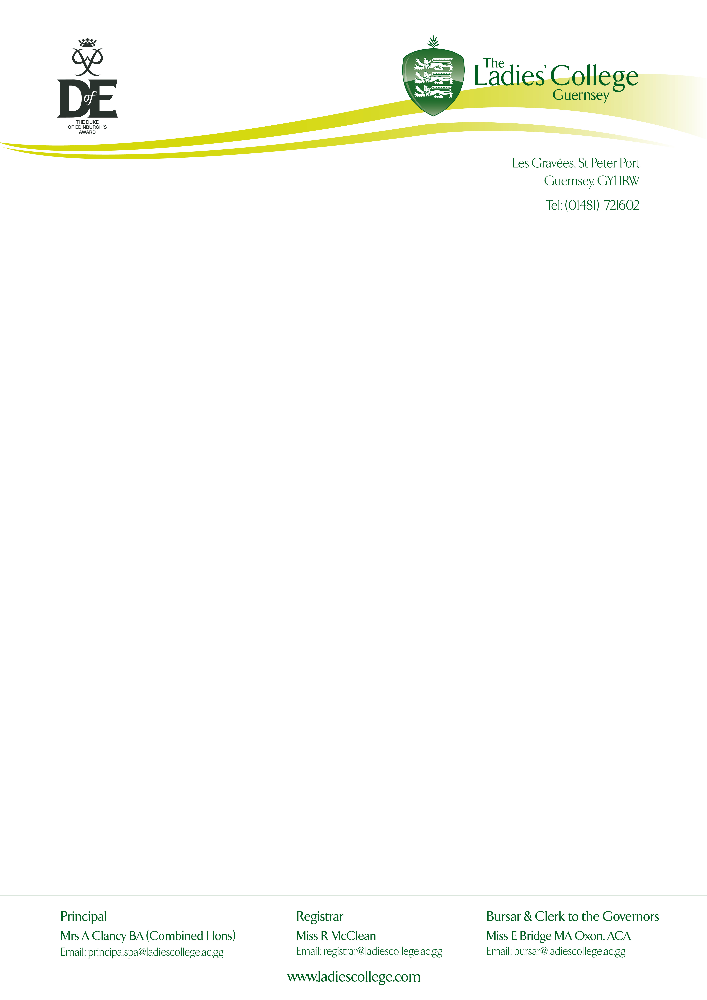 D of E
THE DUKE
OF EDINBURGH'S
AWARD
The
Ladies' College
Guernsey
Les Gravées, St Peter Port
Guernsey, GY1 1RW
Tel: (01481) 721602
Principal
Mrs A Clancy BA (Combined Hons)
Email: principalspa@ladiescollege.ac.gg
Registrar
Miss R McClean
Email: registrar@ladiescollege.ac.gg
Bursar & Clerk to the Governors
Miss E Bridge MA Oxon, ACA
Email: bursar@ladiescollege.ac.gg
www.ladiescollege.com